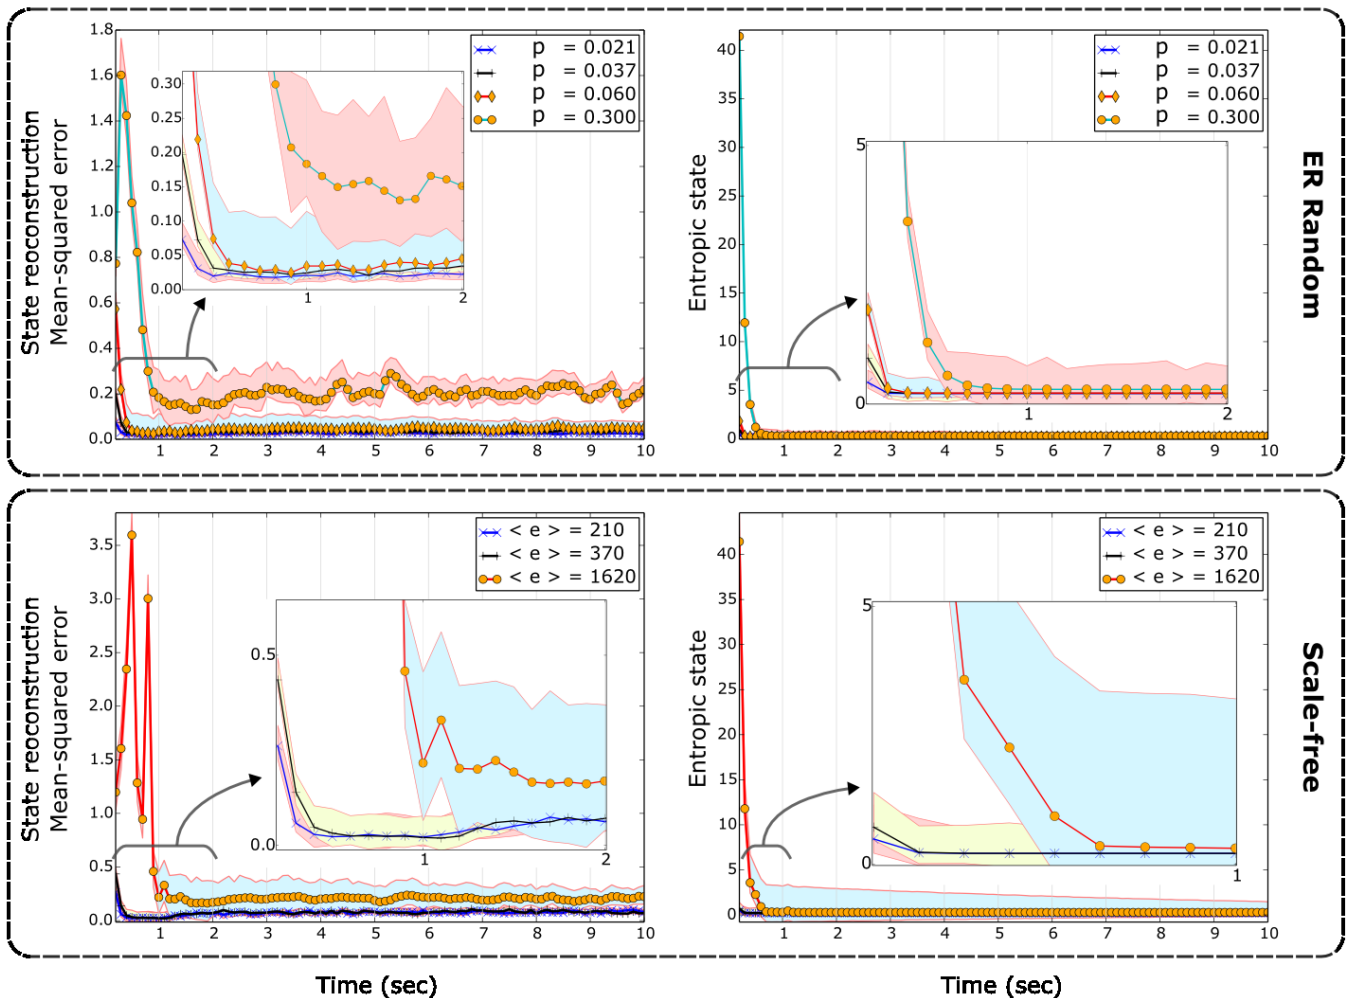 State reoconstruction
Mean-squared error
1.8
1.6
1.4
1.2
1.0
0.8
0.6
0.4
0.2
0.0
1 2 3 4 5 6 7 8 9 10
p = 0.021
p = 0.037
p = 0.060
p = 0.300
0.30
0.25
0.20
0.15
0.10
0.05
0.00
1 2
Entropic state
40
35
30
25
20
15
10
5
0
1 2 3 4 5 6 7 8 9 10
p = 0.021
p = 0.037
p = 0.060
p = 0.300
5
0
1 2
ER Random
State reoconstruction
Mean-squared error
3.5
3.0
2.5
2.0
1.5
1.0
0.5
0.0
1 2 3 4 5 6 7 8 9 10
< e > = 210
< e > = 370
< e > = 1620
0.5
0.0
1 2
Entropic state
40
35
30
25
20
15
10
5
0
1 2 3 4 5 6 7 8 9 10
< e > = 210
< e > = 370
< e > = 1620
5
0
1
Scale-free
Time (sec)
Time (sec)